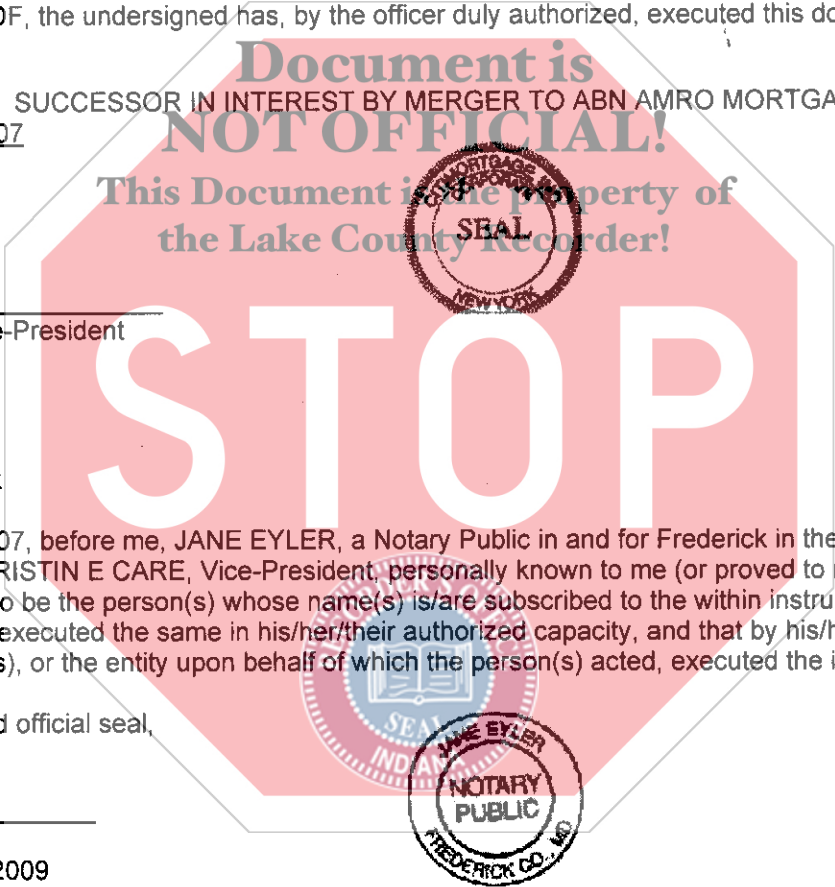 OF, the undersigned has, by the officer duly authorized, executed this do
Document is
SUCCESSOR IN INTEREST BY MERGER TO ABN AMRO MORTGA
07
NOT OFFICIAL!
This Document is the property of
the Lake County Recorder!
MORTGAGE
SEAL
NEW YORK
e-President
STOP
07, before me, JANE EYLER, a Notary Public in and for Frederick in the
RISTIN E CARE, Vice-President, personally known to me (or proved to
o be the person(s) whose name(s) is/are subscribed to the within instru
executed the same in his/her/their authorized capacity, and that by his/h
s), or the entity upon behalf of which the person(s) acted, executed the i
d official seal,
SEAL
INDIANA
JANE EYLER
NOTARY
PUBLIC
FREDERICK CO., MD
2009